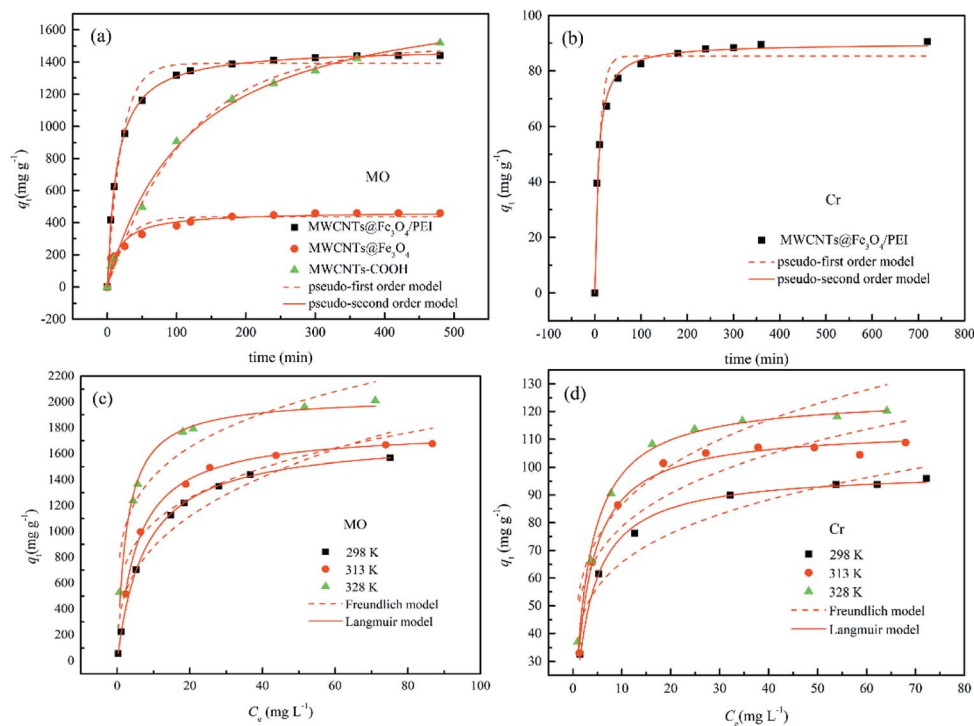 (a)
1600
1400
1200
1000
800
600
400
200
0
-200
q_t (mg g⁻¹)
MO
MWCNTs@Fe₃O₄/PEI
MWCNTs@Fe₃O₄
MWCNTs-COOH
pseudo-first order model
pseudo-second order model
0 100 200 300 400 500
time (min)
(b)
100
80
60
40
20
0
q_t (mg g⁻¹)
Cr
MWCNTs@Fe₃O₄/PEI
pseudo-first order model
pseudo-second order model
-100 0 100 200 300 400 500 600 700 800
time (min)
(c)
2200
2000
1800
1600
1400
1200
1000
800
600
400
200
0
q_t (mg g⁻¹)
MO
298 K
313 K
328 K
Freundlich model
Langmuir model
0 20 40 60 80 100
C_e (mg L⁻¹)
(d)
130
120
110
100
90
80
70
60
50
40
30
q_t (mg g⁻¹)
Cr
298 K
313 K
328 K
Freundlich model
Langmuir model
0 10 20 30 40 50 60 70 80
C_e (mg L⁻¹)